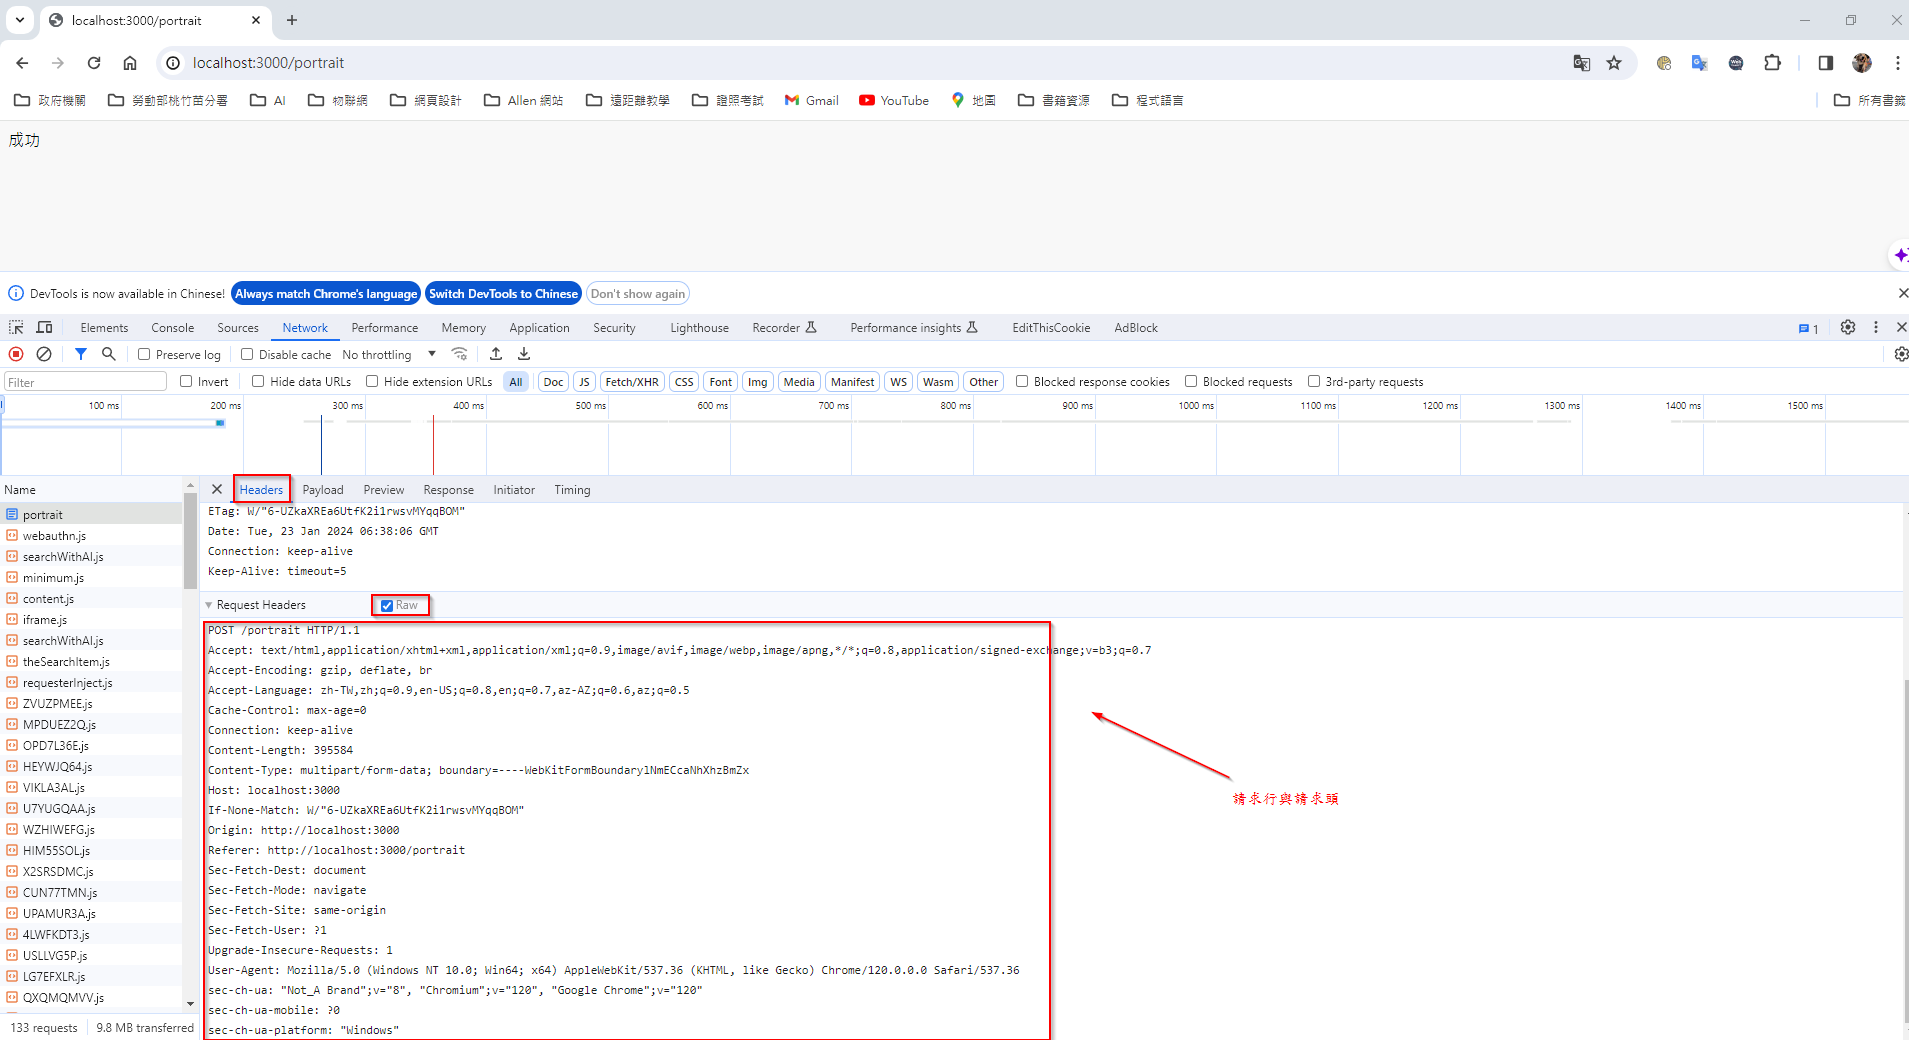 localhost:3000/portrait
localhost:3000/portrait
政府機關 勞動部桃竹苗分署 AI 物聯網 網頁設計 Allen 網站 遠距離教學 證照考試 Gmail YouTube 地圖 書籍資源 程式語言 所有書籤
成功
DevTools is now available in Chinese! Always match Chrome's language Switch DevTools to Chinese Don't show again
Elements Console Sources Network Performance Memory Application Security Lighthouse Recorder Performance insights EditThisCookie AdBlock 1
Preserve log Disable cache No throttling
Filter Invert Hide data URLs Hide extension URLs All Doc JS Fetch/XHR CSS Font Img Media Manifest WS Wasm Other Blocked response cookies Blocked requests 3rd-party requests
100 ms 200 ms 300 ms 400 ms 500 ms 600 ms 700 ms 800 ms 900 ms 1000 ms 1100 ms 1200 ms 1300 ms 1400 ms 1500 ms
Name
portrait
webauthn.js
searchWithAI.js
minimum.js
content.js
iframe.js
searchWithAI.js
theSearchItem.js
requesterInject.js
ZVUZPMEE.js
MPDUEZ2Q.js
OPD7L36E.js
HEYWJQ64.js
VIKLA3AL.js
U7YUGQAA.js
WZHIWEFG.js
HIM55SOL.js
X2SRSDMC.js
CUN77TMN.js
UPAMUR3A.js
4LWFKDT3.js
USLLVG5P.js
LG7EFXLR.js
QXQMQMVV.js
133 requests 9.8 MB transferred
Headers Payload Preview Response Initiator Timing
ETag: W/"6-UZkaXREa6UtfK2i1rwsvMYqqBOM"
Date: Tue, 23 Jan 2024 06:38:06 GMT
Connection: keep-alive
Keep-Alive: timeout=5
Request Headers Raw
POST /portrait HTTP/1.1
Accept: text/html,application/xhtml+xml,application/xml;q=0.9,image/avif,image/webp,image/apng,*/*;q=0.8,application/signed-exchange;v=b3;q=0.7
Accept-Encoding: gzip, deflate, br
Accept-Language: zh-TW,zh;q=0.9,en-US;q=0.8,en;q=0.7,az-AZ;q=0.6,az;q=0.5
Cache-Control: max-age=0
Connection: keep-alive
Content-Length: 395584
Content-Type: multipart/form-data; boundary=----WebKitFormBoundarylNmECcaNhXhzBmZx
Host: localhost:3000
If-None-Match: W/"6-UZkaXREa6UtfK2i1rwsvMYqqBOM"
Origin: http://localhost:3000
Referer: http://localhost:3000/portrait
Sec-Fetch-Dest: document
Sec-Fetch-Mode: navigate
Sec-Fetch-Site: same-origin
Sec-Fetch-User: ?1
Upgrade-Insecure-Requests: 1
User-Agent: Mozilla/5.0 (Windows NT 10.0; Win64; x64) AppleWebKit/537.36 (KHTML, like Gecko) Chrome/120.0.0.0 Safari/537.36
sec-ch-ua: "Not_A Brand";v="8", "Chromium";v="120", "Google Chrome";v="120"
sec-ch-ua-mobile: ?0
sec-ch-ua-platform: "Windows"
請求行與請求頭